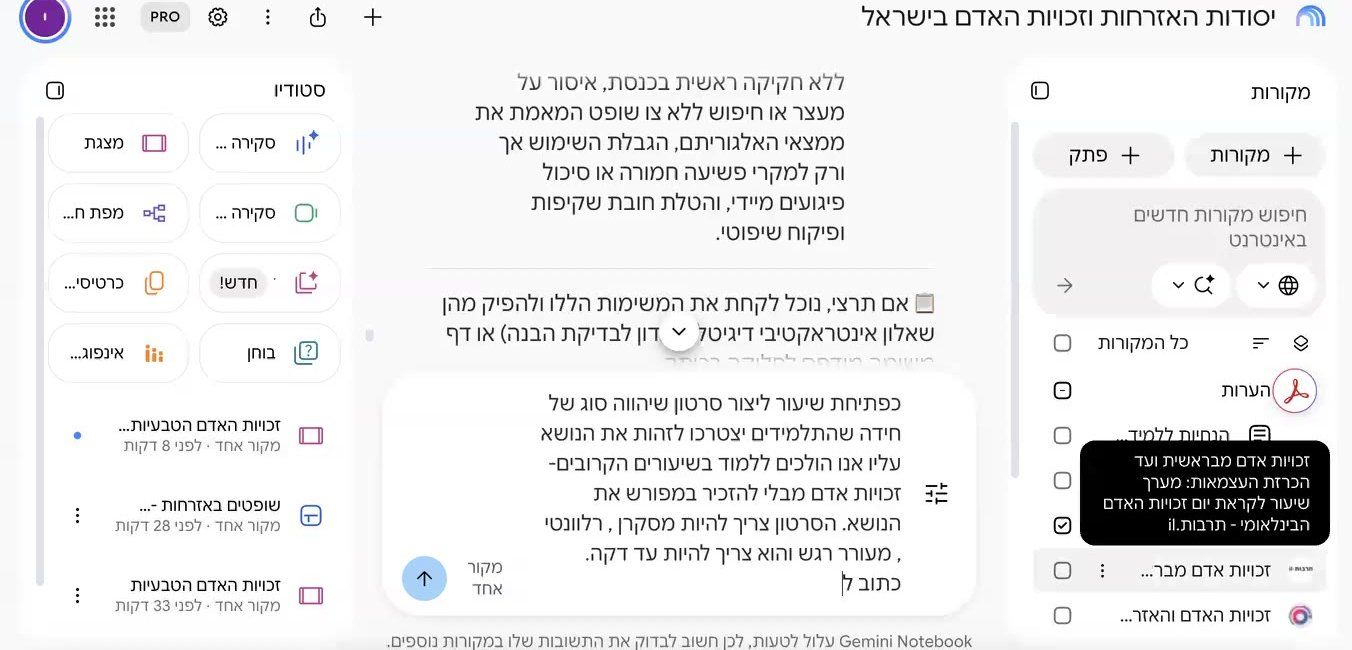 יסודות האזרחות וזכויות האדם בישראל
PRO
מקורות
+ מקורות
+ פתק
חיפוש מקורות חדשים
באינטרנט
כל המקורות
הערות
הנחיות ללמיד...
זכויות אדם מבראשית ועד
הכרזת העצמאות: מערך
שיעור לקראת יום זכויות האדם
הבינלאומי - תרבות.il
זכויות אדם מבר...
זכויות האדם והאזר...
ללא חקיקה ראשית בכנסת, איסור על
מעצר או חיפוש ללא צו שופט המאמת את
ממצאי האלגוריתם, הגבלת השימוש אך
ורק למקרי פשיעה חמורה או סיכול
פיגועים מיידי, והטלת חובת שקיפות
ופיקוח שיפוטי.
📋 אם תרצי, נוכל לקחת את המשימות הללו ולהפיק מהן
שאלון אינטראקטיבי דיגיטל דון לבדיקת הבנה) או דף
כפתיחת שיעור ליצור סרטון שיהווה סוג של
חידה שהתלמידים יצטרכו לזהות את הנושא
עליו אנו הולכים ללמוד בשיעורים הקרובים-
זכויות אדם מבלי להזכיר במפורש את
הנושא. הסרטון צריך להיות מסקרן , רלוונטי
, מעורר רגש והוא צריך להיות עד דקה.
כתוב ל
מקור
אחד
Gemini Notebook עלול לטעות, לכן חשוב לבדוק את התשובות שלו במקורות נוספים.
סטודיו
סקירה ...
מצגת
סקירה ...
מפת ח...
חדש!
כרטיסי...
בוחן
אינפוג...
זכויות האדם הטבעיות...
מקור אחד · לפני 8 דקות
שופטים באזרחות -...
מקור אחד · לפני 28 דקות
זכויות האדם הטבעיות
מקור אחד · לפני 33 דקות